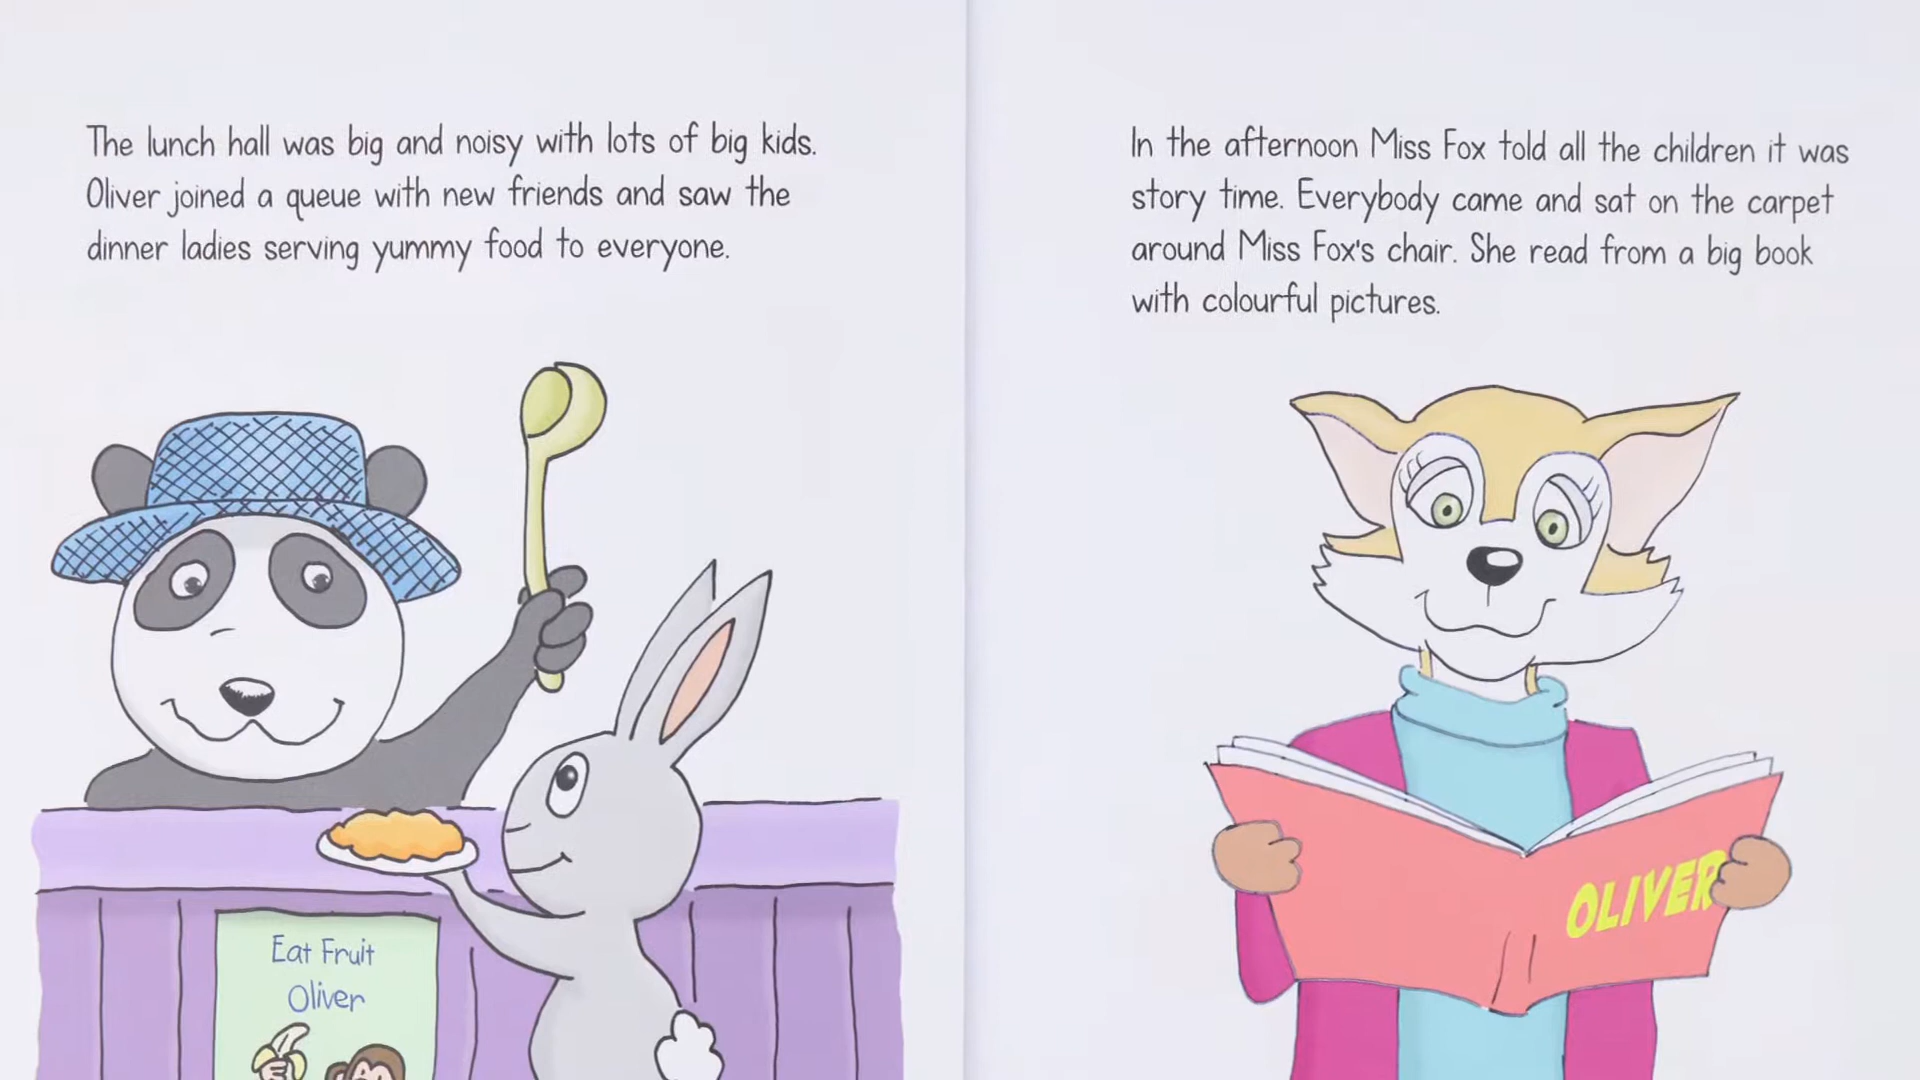 The lunch hall was big and noisy with lots of big kids.
Oliver joined a queue with new friends and saw the
dinner ladies serving yummy food to everyone.
Eat Fruit
Oliver
In the afternoon Miss Fox told all the children it was
story time. Everybody came and sat on the carpet
around Miss Fox's chair. She read from a big book
with colourful pictures.
OLIVER